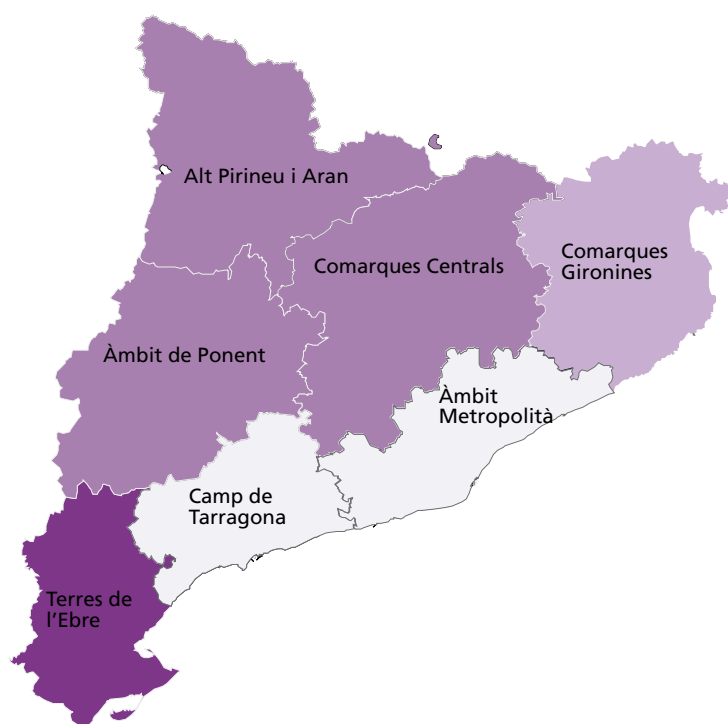 Alt Pirineu i Aran
Comarques Centrals
Comarques
Gironines
Àmbit de Ponent
Àmbit
Metropolità
Camp de
Tarragona
Terres de
l'Ebre